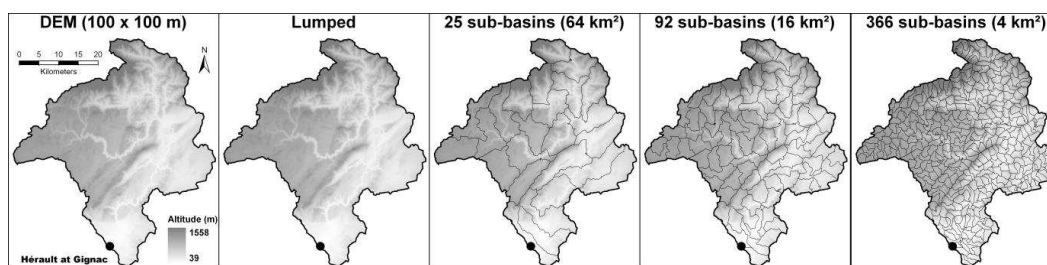 DEM (100 x 100 m)
Lumped
25 sub-basins (64 km²)
92 sub-basins (16 km²)
366 sub-basins (4 km²)
0 5 10 15 20
Kilometers
N
Altitude (m)
1558
39
Hérault at Gignac